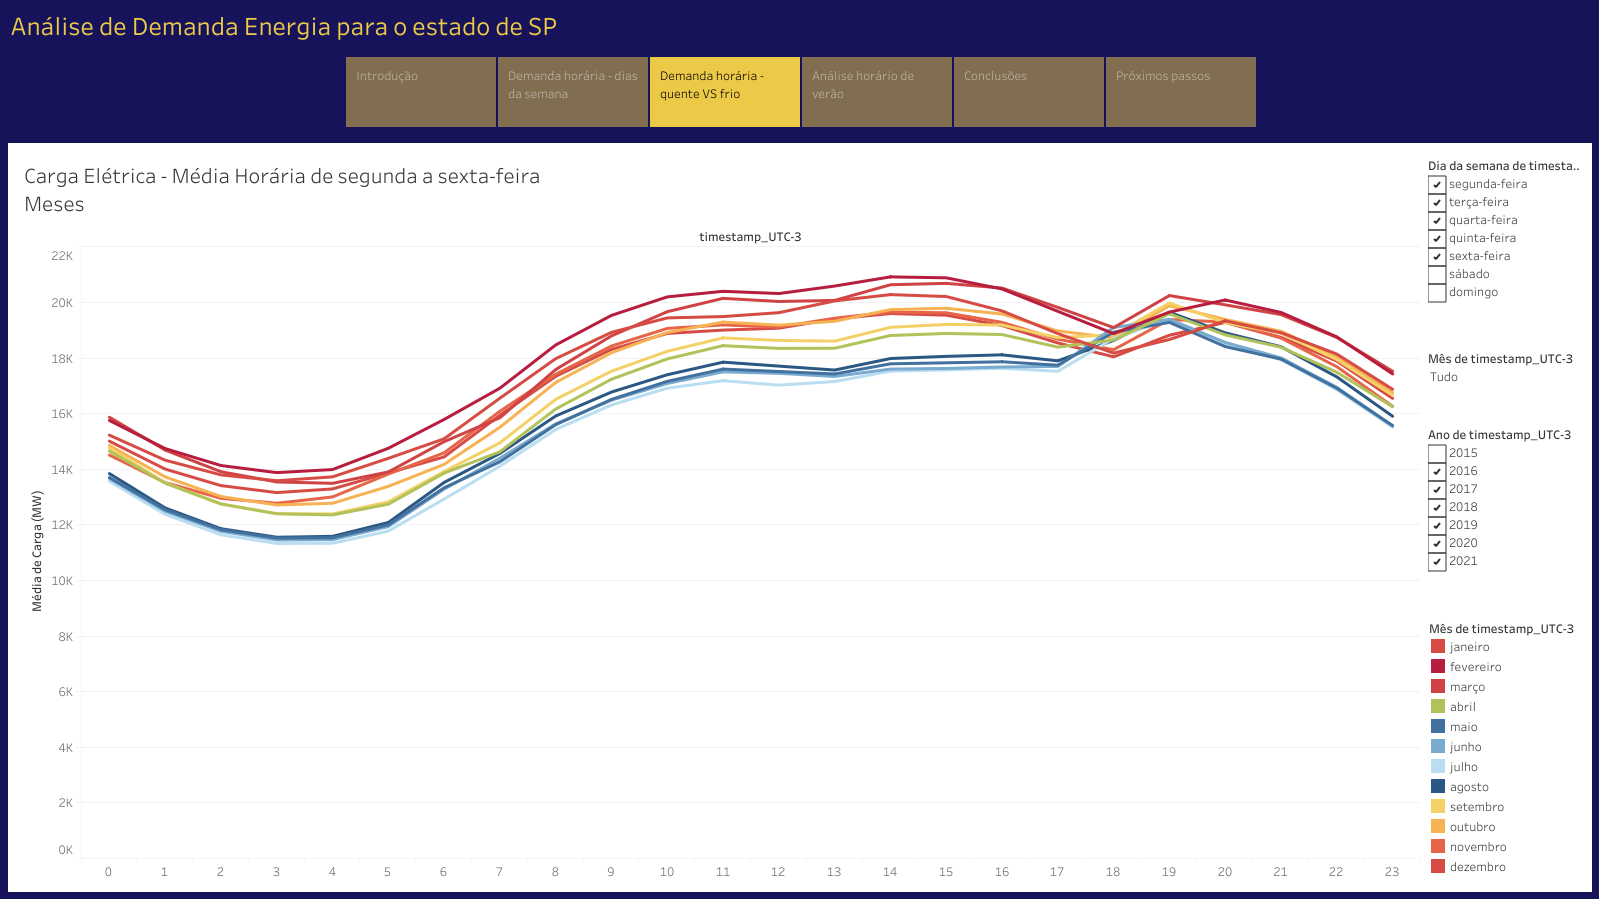 Análise de Demanda Energia para o estado de SP
Introdução
Demanda horária - dias
da semana
Demanda horária -
quente VS frio
Análise horário de
verão
Conclusões
Próximos passos
Carga Elétrica - Média Horária de segunda a sexta-feira
Meses
timestamp_UTC-3
Média de Carga (MW)
22K
20K
18K
16K
14K
12K
10K
8K
6K
4K
2K
0K
0 1 2 3 4 5 6 7 8 9 10 11 12 13 14 15 16 17 18 19 20 21 22 23
Dia da semana de timesta..
segunda-feira
terça-feira
quarta-feira
quinta-feira
sexta-feira
sábado
domingo
Mês de timestamp_UTC-3
Tudo
Ano de timestamp_UTC-3
2015
2016
2017
2018
2019
2020
2021
Mês de timestamp_UTC-3
janeiro
fevereiro
março
abril
maio
junho
julho
agosto
setembro
outubro
novembro
dezembro